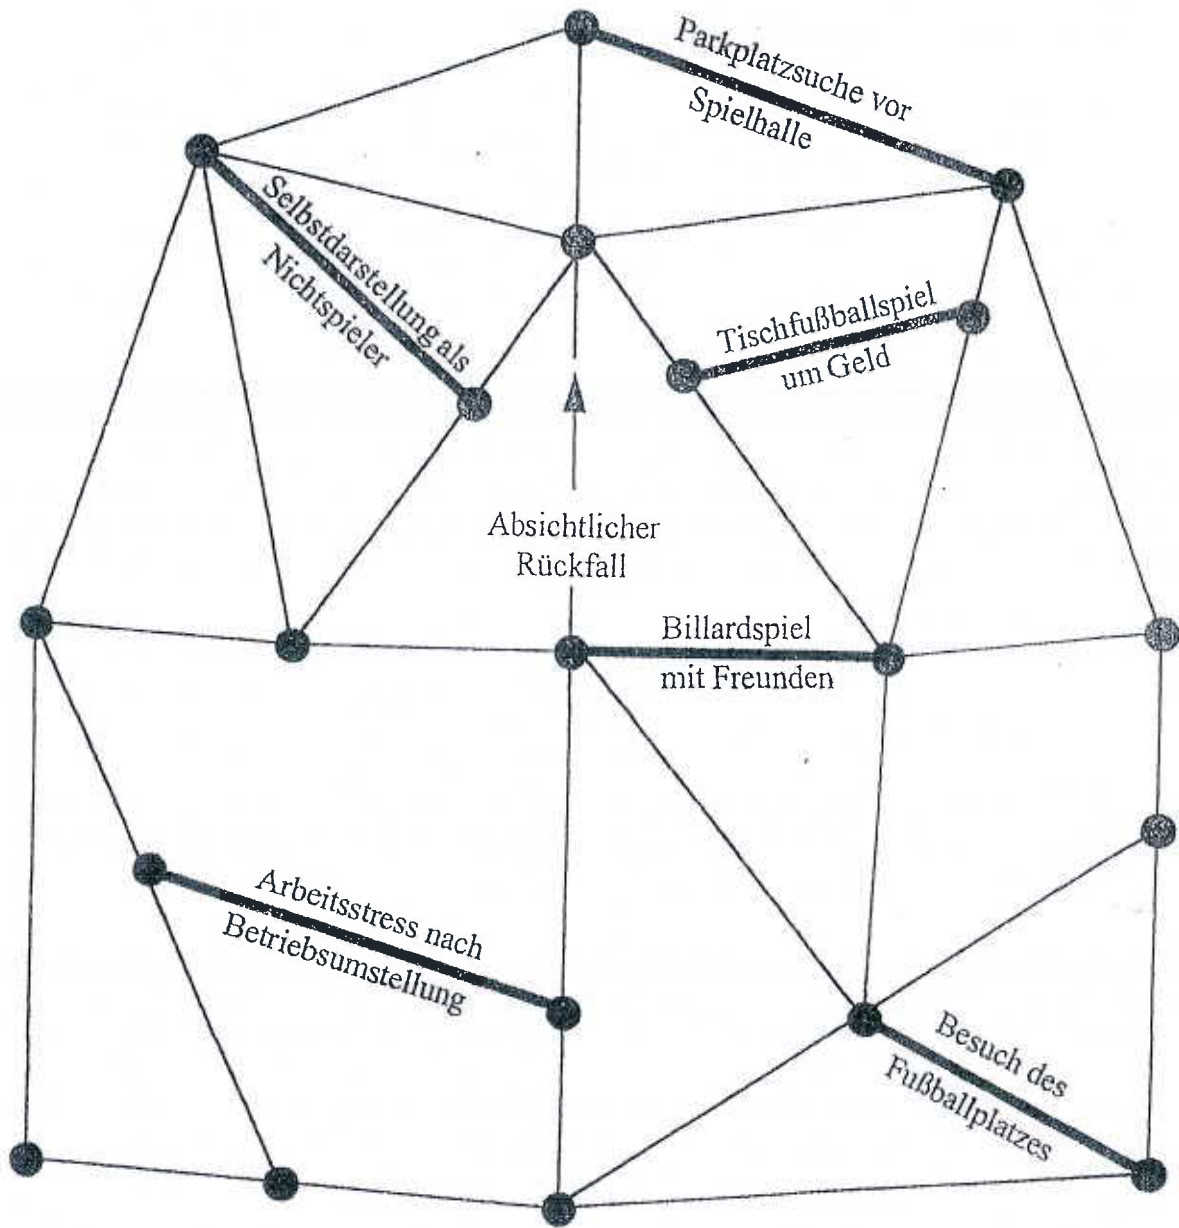 Parkplatzsuche vor
Spielhalle
Selbstdarstellung als
Nichtspieler
Tischfußballspiel
um Geld
Absichtlicher
Rückfall
Billardspiel
mit Freunden
Arbeitsstress nach
Betriebsumstellung
Besuch des
Fußballplatzes